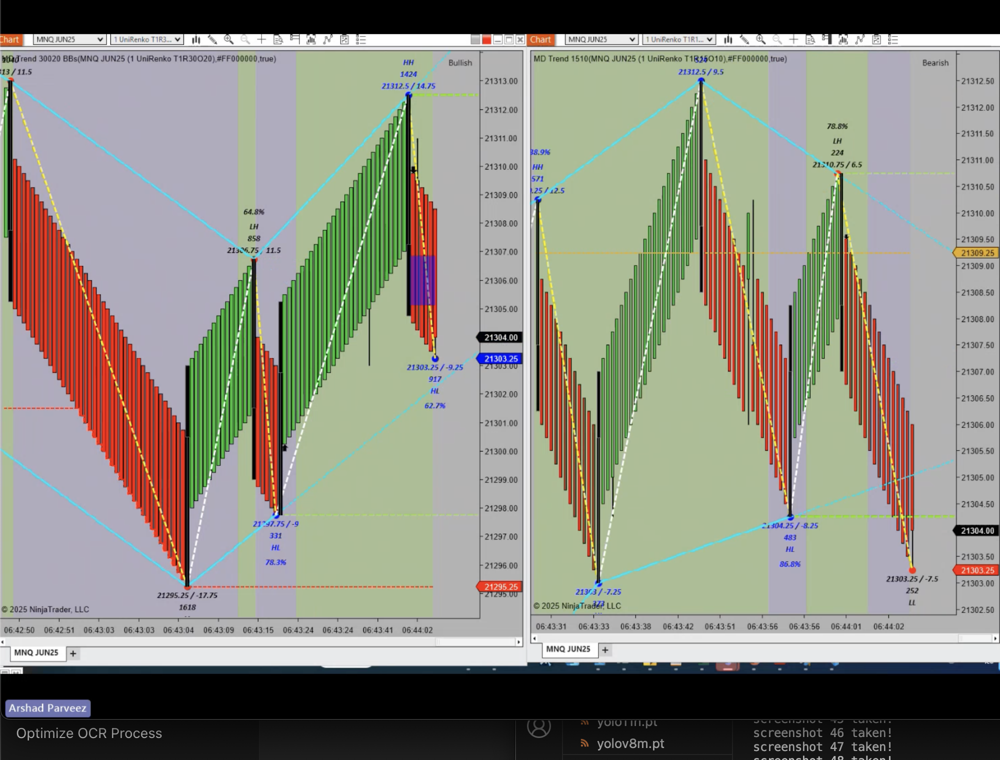 Chart
MNQ JUN25
1 UniRenko T1R3...
MD Trend 30020 BBs(MNQ JUN25 (1 UniRenko T1R30O20),#FF000000,true)
Bullish
313 / 11.5
HH
1424
21312.5 / 14.75
64.8%
LH
858
21306.75 / 11.5
21303.25 / -9.25
917
HL
62.7%
21297.75 / -9
331
HL
78.3%
21295.25 / -17.75
1618
21313.00
21312.00
21311.00
21310.00
21309.00
21308.00
21307.00
21306.00
21305.00
21304.00
21303.25
21303.00
21302.00
21301.00
21300.00
21299.00
21298.00
21297.00
21296.00
21295.25
21295.00
© 2025 NinjaTrader, LLC
06:42:50 06:42:51 06:43:03 06:43:04 06:43:09 06:43:15 06:43:24 06:43:24 06:43:41 06:44:02
MNQ JUN25
Chart
MNQ JUN25
1 UniRenko T1R1...
MD Trend 1510(MNQ JUN25 (1 UniRenko T1R15O10),#FF000000,true)
Bearish
21312.5 / 9.5
78.8%
LH
224
21310.75 / 6.5
38.9%
HH
571
.25 / 12.5
21304.25 / -8.25
483
HL
86.8%
21303 / -7.25
21303.25 / -7.5
252
LL
21312.50
21312.00
21311.50
21311.00
21310.50
21310.00
21309.50
21309.25
21309.00
21308.50
21308.00
21307.50
21307.00
21306.50
21306.00
21305.50
21305.00
21304.50
21304.00
21303.50
21303.25
21303.00
21302.50
© 2025 NinjaTrader, LLC
06:43:31 06:43:33 06:43:38 06:43:42 06:43:56 06:43:56 06:44:01 06:44:02
MNQ JUN25
Arshad Parveez
Optimize OCR Process
yolo11n.pt
yolov8m.pt
screenshot 45 taken!
screenshot 46 taken!
screenshot 47 taken!
screenshot 48 taken!